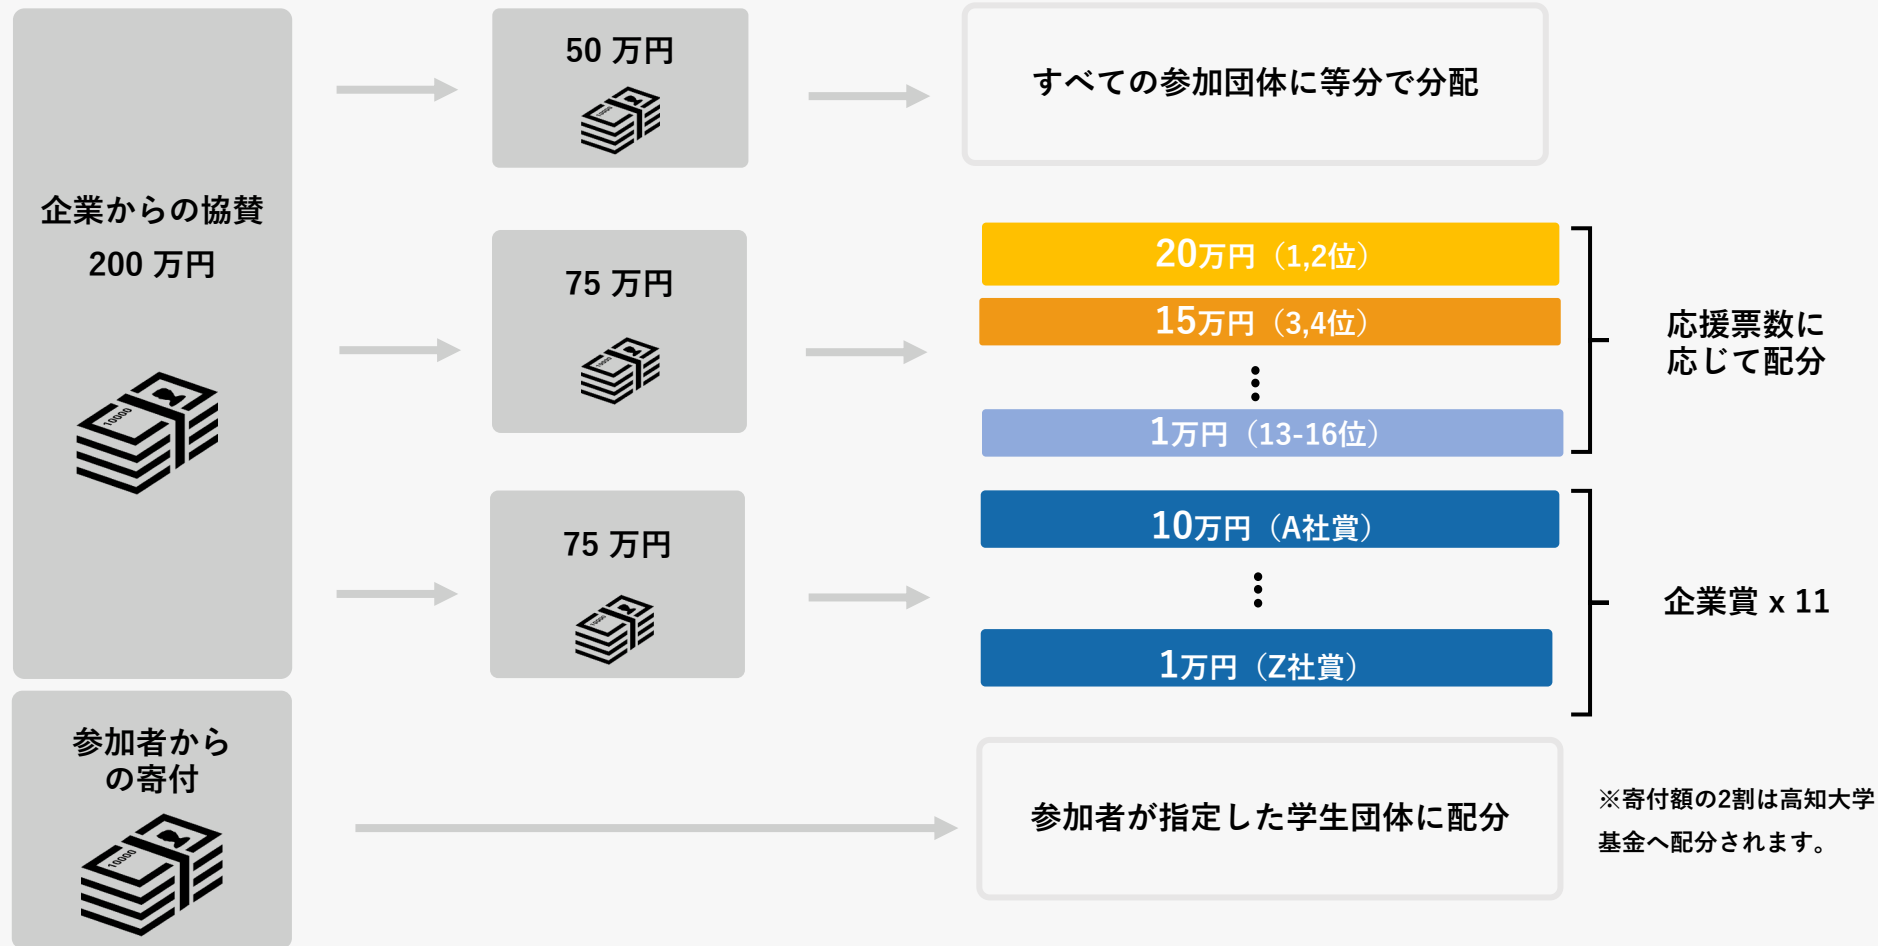 企業からの協賛
200 万円
50 万円
すべての参加団体に等分で分配
75 万円
20万円（1,2位）
15万円（3,4位）
1万円（13-16位）
応援票数に
応じて配分
75 万円
10万円（A社賞）
1万円（Z社賞）
企業賞 x 11
参加者から
の寄付
参加者が指定した学生団体に配分
※寄付額の2割は高知大学
基金へ配分されます。
10000
10000
10000
10000
10000